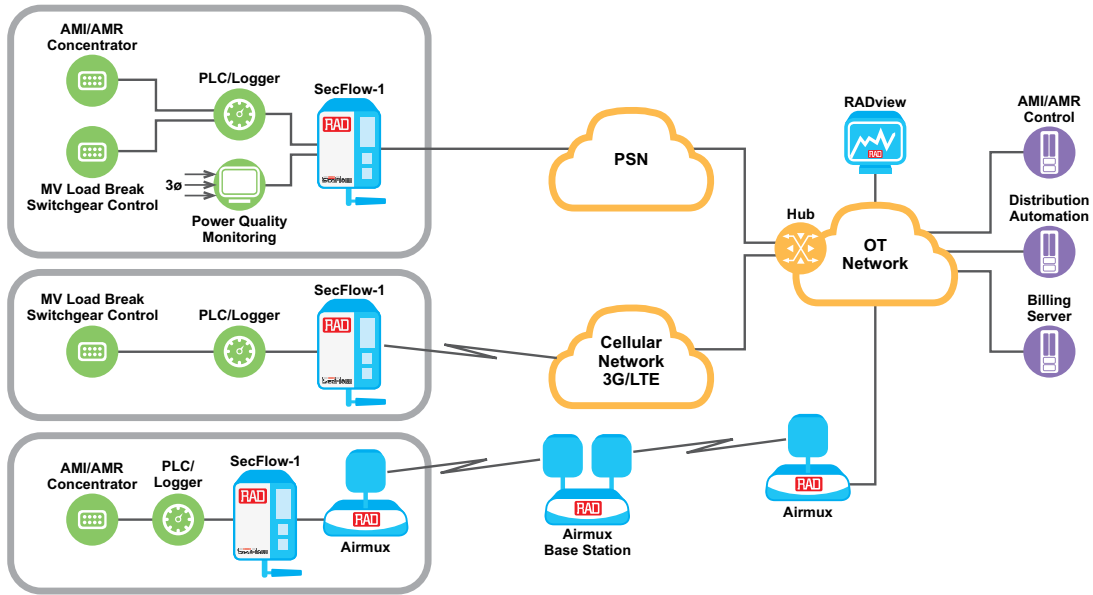 AMI/AMR
Concentrator
PLC/Logger
SecFlow-1
RAD
MV Load Break
Switchgear Control
3ø
Power Quality
Monitoring
PSN
RADview
RAD
AMI/AMR
Control
Distribution
Automation
Hub
OT
Network
Billing
Server
MV Load Break
Switchgear Control
PLC/Logger
SecFlow-1
RAD
Cellular
Network
3G/LTE
AMI/AMR
Concentrator
PLC/
Logger
SecFlow-1
RAD
RAD
Airmux
RAD
Airmux
Base Station
RAD
Airmux